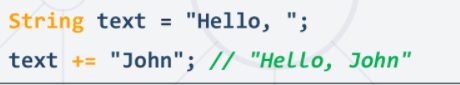 String text = "Hello, ";
text += "John"; // "Hello, John"